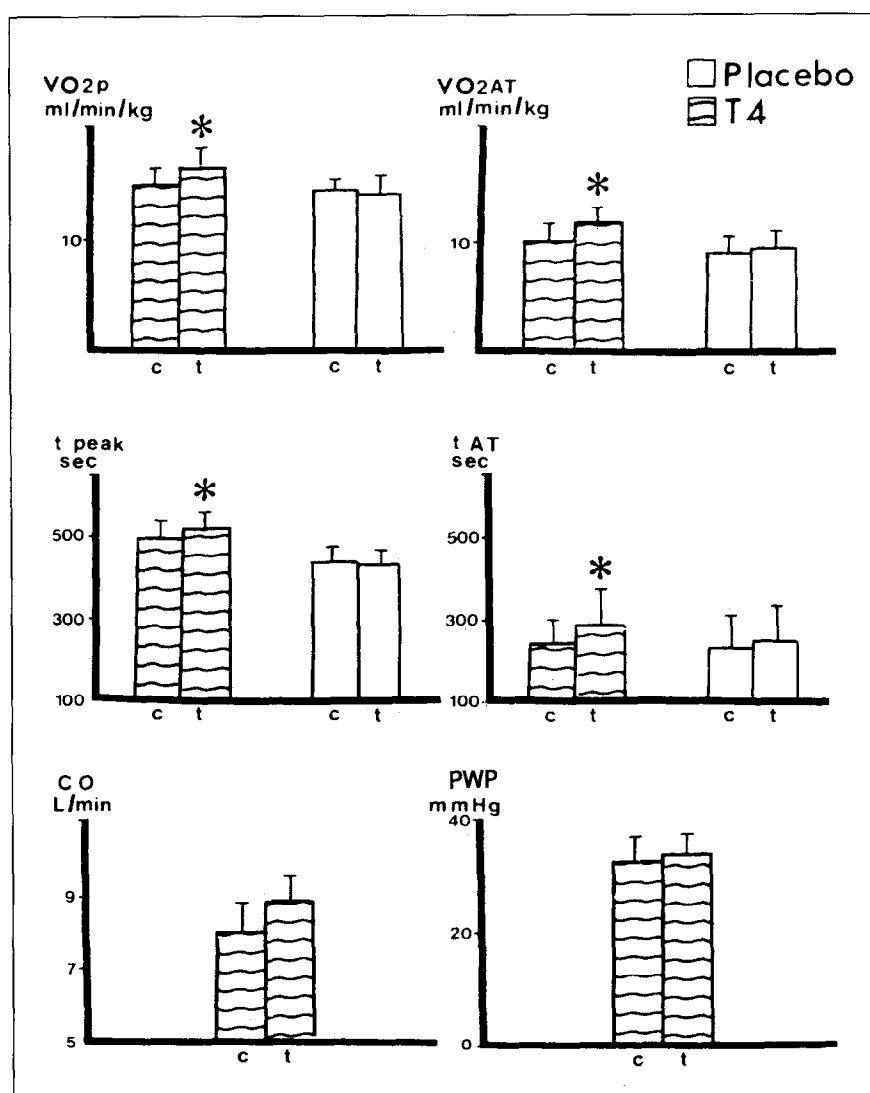 VO2p
ml/min/kg
10
c t c t
VO2AT
ml/min/kg
10
c t c t
Placebo
T4
t peak
sec
500
300
100
c t c t
t AT
sec
500
300
100
c t c t
CO
L/min
9
7
5
c t
PWP
mmHg
40
20
0
c t